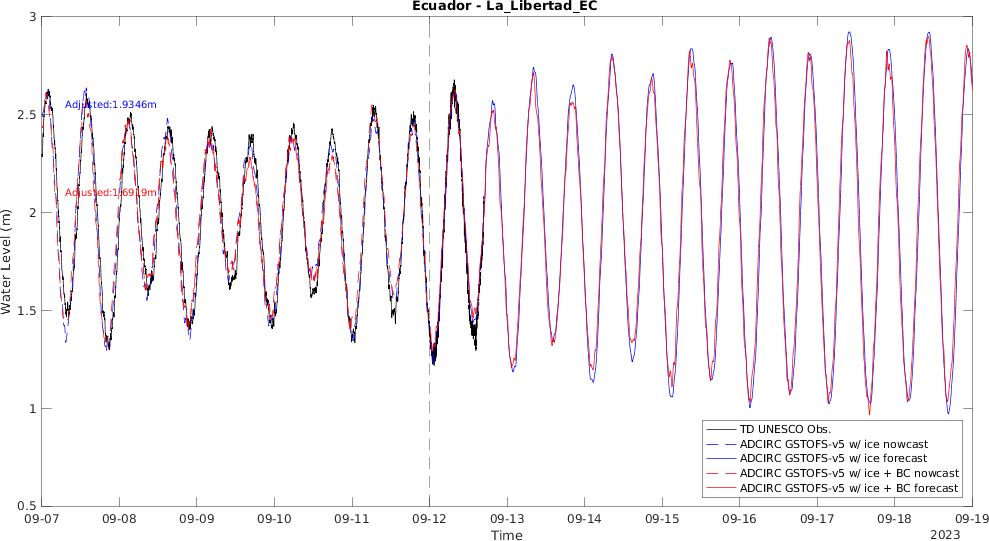 Ecuador - La_Libertad_EC
3
2.5
2
1.5
1
0.5
Water Level (m)
Adjusted:1.9346m
Adjusted:1.6919m
TD UNESCO Obs.
ADCIRC GSTOFS-v5 w/ ice nowcast
ADCIRC GSTOFS-v5 w/ ice forecast
ADCIRC GSTOFS-v5 w/ ice + BC nowcast
ADCIRC GSTOFS-v5 w/ ice + BC forecast
09-07 09-08 09-09 09-10 09-11 09-12 09-13 09-14 09-15 09-16 09-17 09-18 09-19
Time
2023